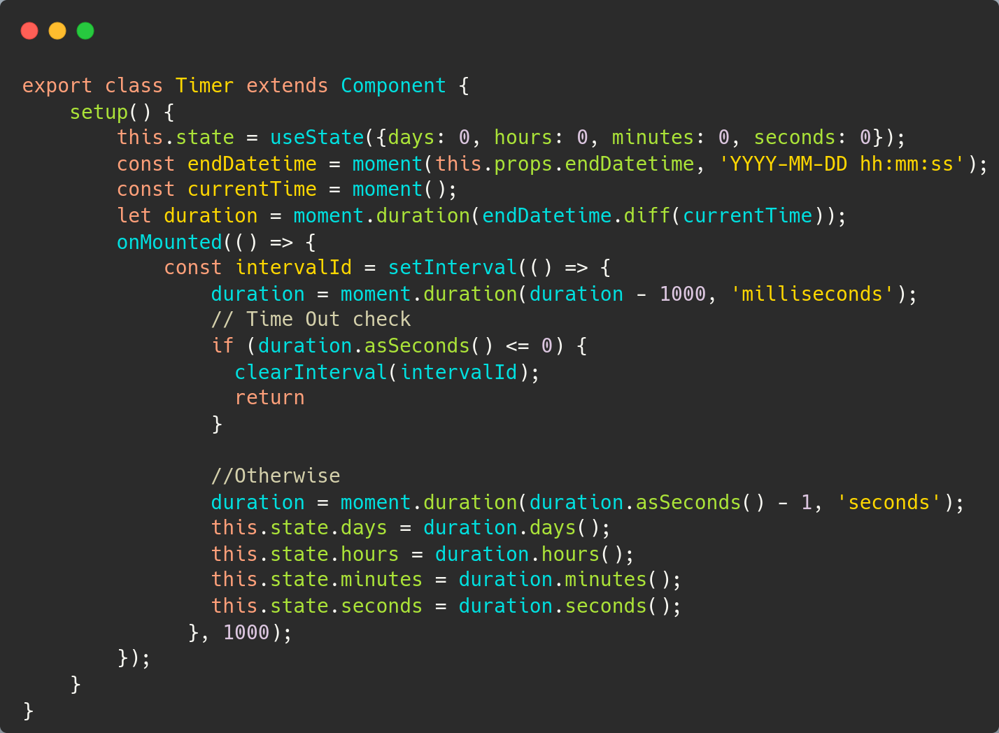 export class Timer extends Component {
    setup() {
        this.state = useState({days: 0, hours: 0, minutes: 0, seconds: 0});
        const endDatetime = moment(this.props.endDatetime, 'YYYY-MM-DD hh:mm:ss');
        const currentTime = moment();
        let duration = moment.duration(endDatetime.diff(currentTime));
        onMounted(() => {
            const intervalId = setInterval(() => {
                duration = moment.duration(duration - 1000, 'milliseconds');
                // Time Out check
                if (duration.asSeconds() <= 0) {
                  clearInterval(intervalId);
                  return
                }

                //Otherwise
                duration = moment.duration(duration.asSeconds() - 1, 'seconds');
                this.state.days = duration.days();
                this.state.hours = duration.hours();
                this.state.minutes = duration.minutes();
                this.state.seconds = duration.seconds();
              }, 1000);
        });
    }
}